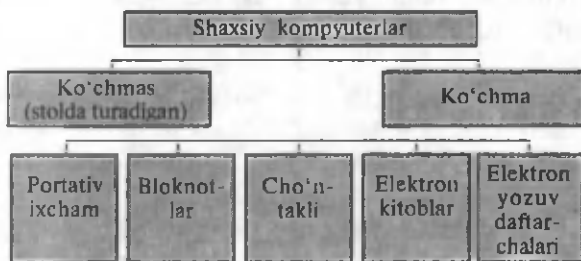 Shaxsiy kompyuterlar
Ko‘chmas
(stolda turadigan)
Ko‘chma
Portativ
ixcham
Bloknot-
lar
Cho‘n-
takli
Elektron
kitoblar
Elektron
yozuv
daftar-
chalari